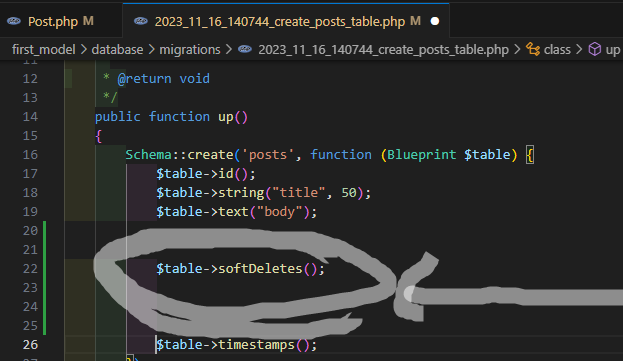 Post.php M
2023_11_16_140744_create_posts_table.php M
first_model > database > migrations > 2023_11_16_140744_create_posts_table.php > class > up
11
12 * @return void
13 */
14 public function up()
15 {
16 Schema::create('posts', function (Blueprint $table) {
17 $table->id();
18 $table->string("title", 50);
19 $table->text("body");
20
21
22 $table->softDeletes();
23
24
25
26 $table->timestamps();
})